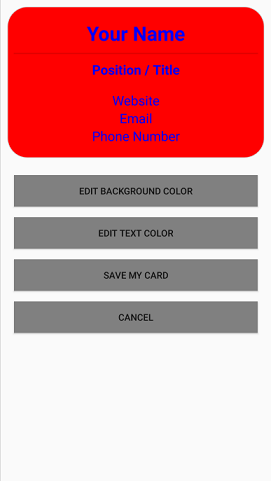 Your Name
Position / Title
Website
Email
Phone Number
EDIT BACKGROUND COLOR
EDIT TEXT COLOR
SAVE MY CARD
CANCEL